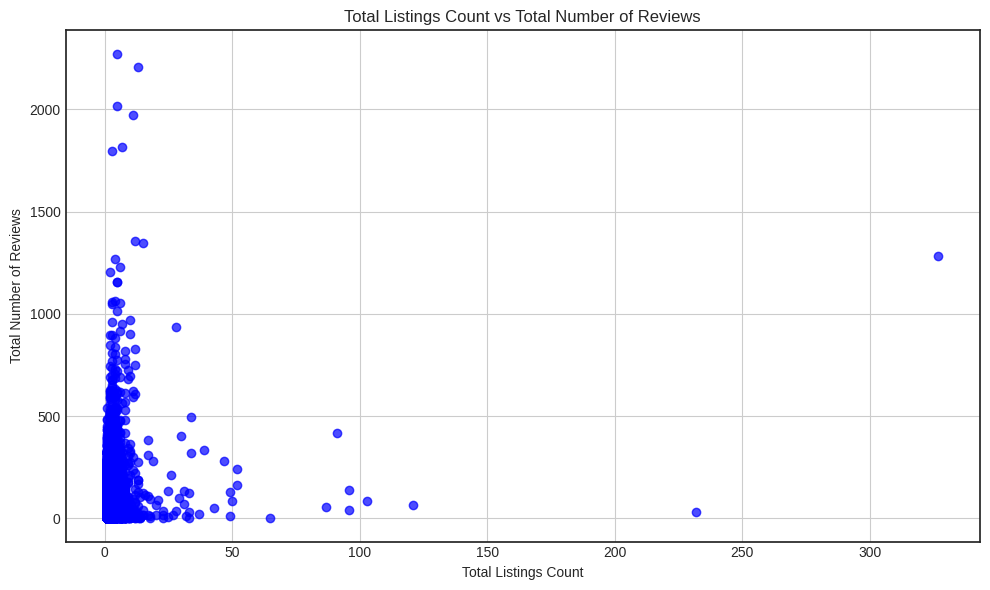 Total Listings Count vs Total Number of Reviews
Total Number of Reviews
2000
1500
1000
500
0
0 50 100 150 200 250 300
Total Listings Count